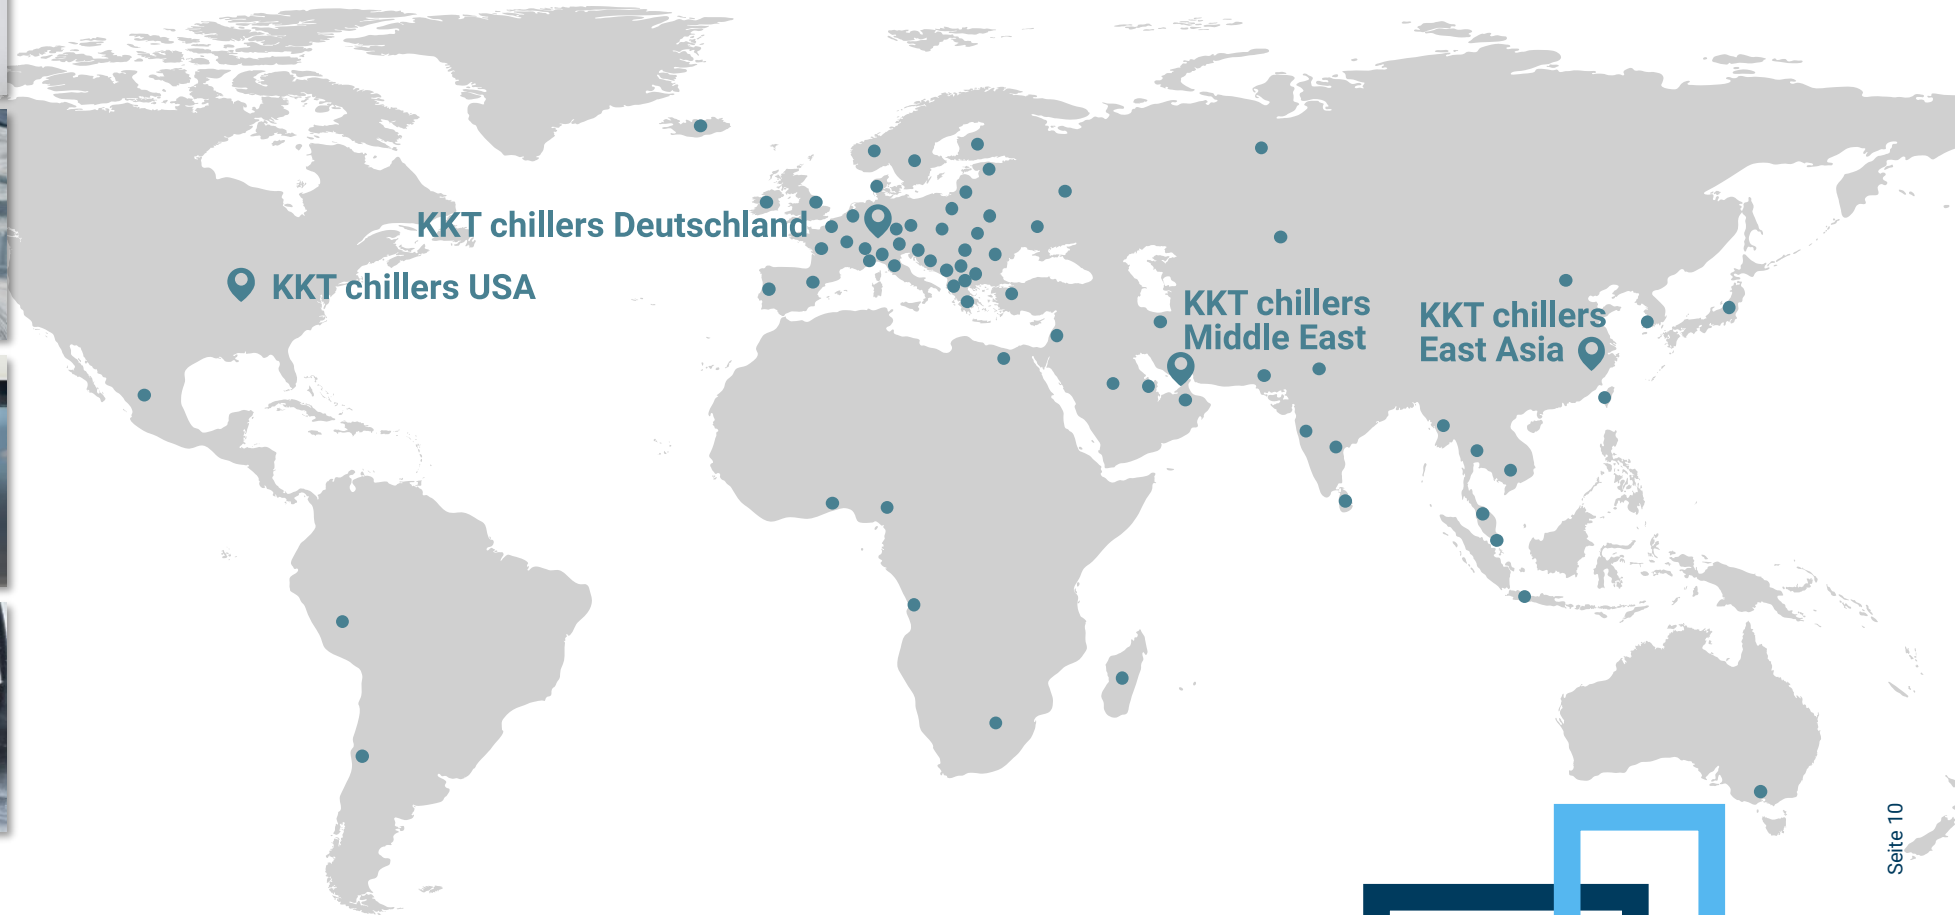 KKT chillers Deutschland
KKT chillers USA
KKT chillers
Middle East
KKT chillers
East Asia
Seite 10